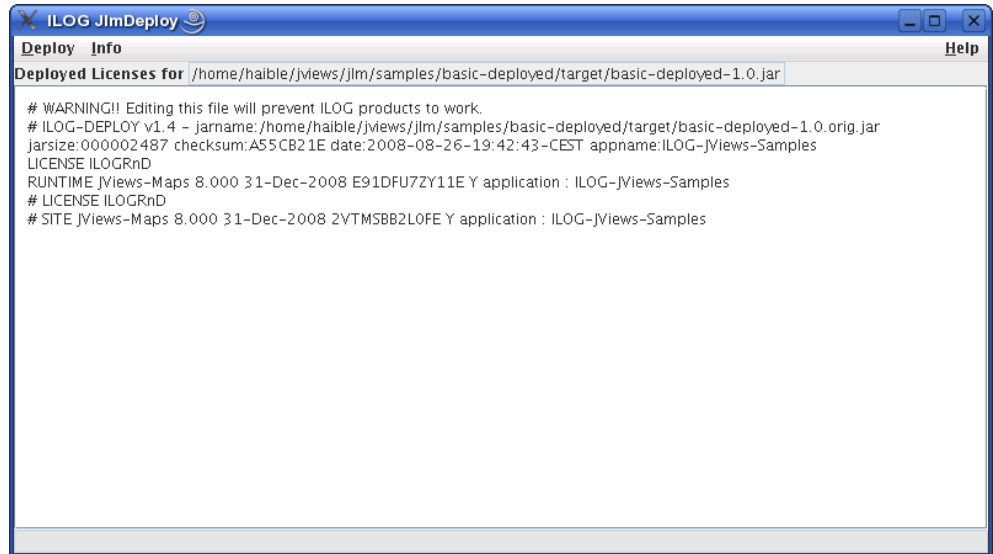 ILOG JlmDeploy
Deploy Info Help
Deployed Licenses for /home/haible/jviews/jlm/samples/basic-deployed/target/basic-deployed-1.0.jar
# WARNING!! Editing this file will prevent ILOG products to work.
# ILOG-DEPLOY v1.4 - jarname:/home/haible/jviews/jlm/samples/basic-deployed/target/basic-deployed-1.0.orig.jar
jarsize:000002487 checksum:A55CB21E date:2008-08-26-19:42:43-CEST appname:ILOG-JViews-Samples
LICENSE ILOGRnD
RUNTIME JViews-Maps 8.000 31-Dec-2008 E91DFU7ZY11E Y application : ILOG-JViews-Samples
# LICENSE ILOGRnD
# SITE JViews-Maps 8.000 31-Dec-2008 2VTMSBB2L0FE Y application : ILOG-JViews-Samples